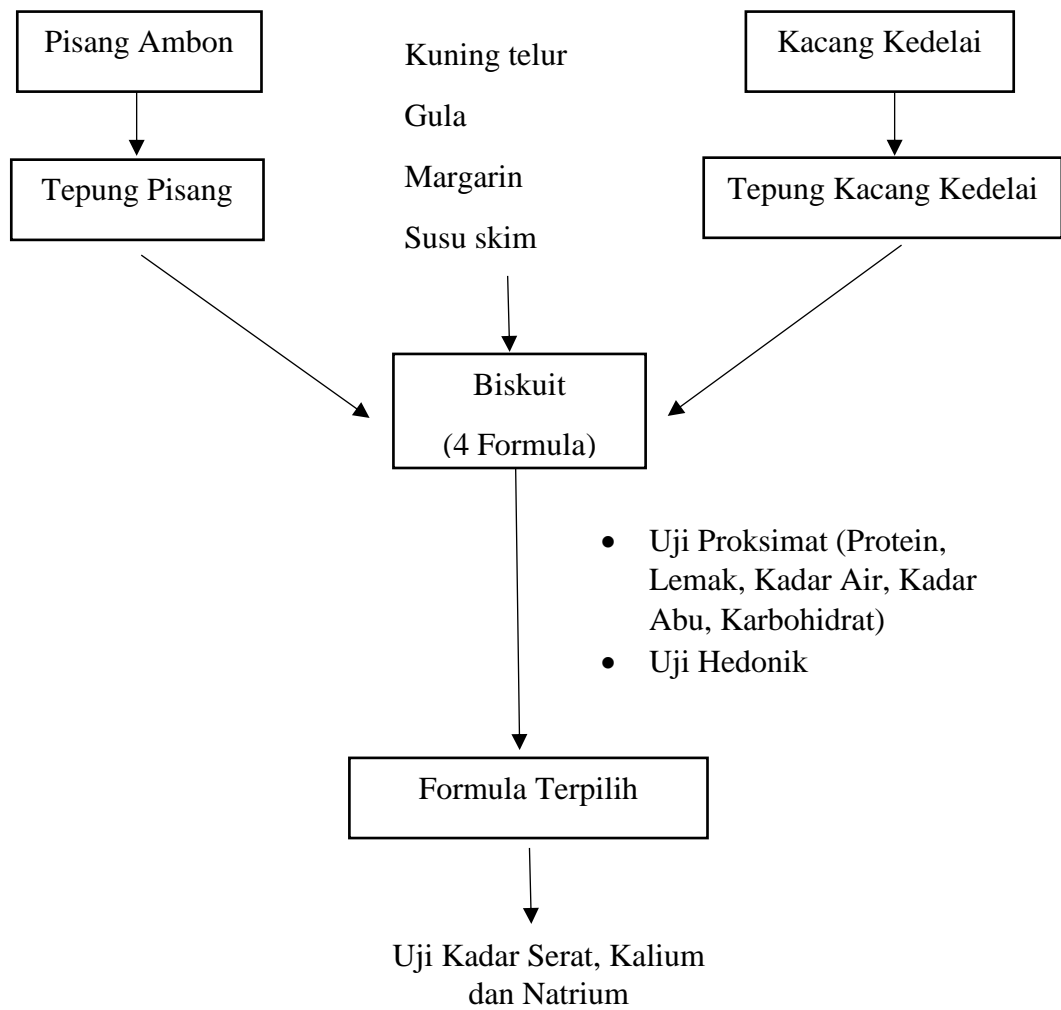 Pisang Ambon
Kuning telur
Gula
Margarin
Susu skim
Kacang Kedelai
Tepung Pisang
Tepung Kacang Kedelai
Biskuit
(4 Formula)
• Uji Proksimat (Protein,
Lemak, Kadar Air, Kadar
Abu, Karbohidrat)
• Uji Hedonik
Formula Terpilih
Uji Kadar Serat, Kalium
dan Natrium